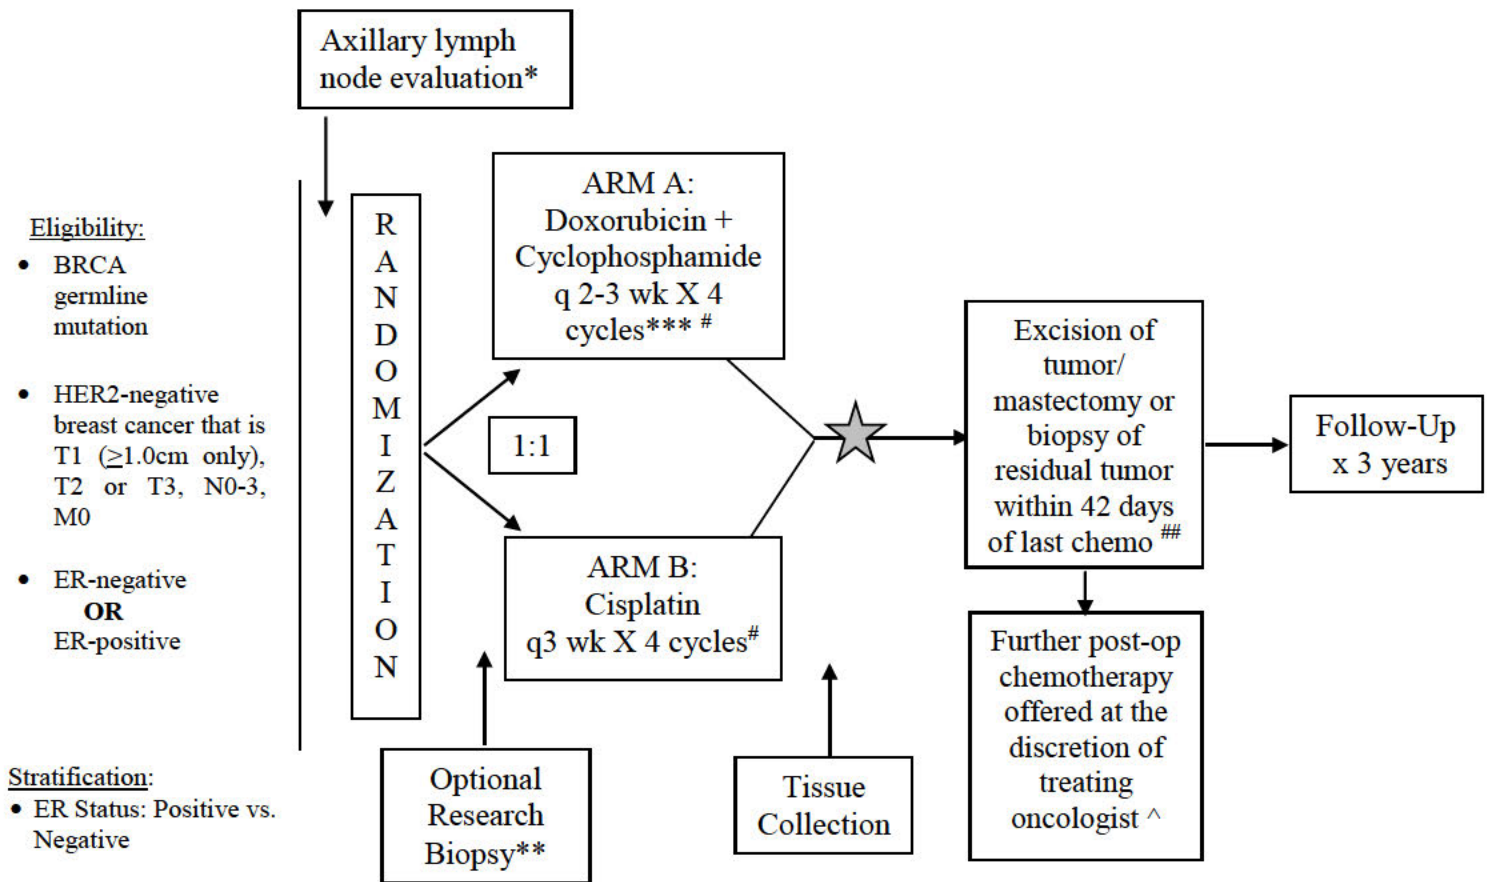 Axillary lymph
node evaluation*
Eligibility:
• BRCA
germline
mutation
• HER2-negative
breast cancer that is
T1 (≥1.0cm only),
T2 or T3, N0-3,
M0
• ER-negative
OR
ER-positive
Stratification:
• ER Status: Positive vs.
Negative
R
A
N
D
O
M
I
Z
A
T
I
O
N
ARM A:
Doxorubicin +
Cyclophosphamide
q 2-3 wk X 4
cycles*** #
1:1
ARM B:
Cisplatin
q3 wk X 4 cycles#
Optional
Research
Biopsy**
Tissue
Collection
Excision of
tumor/
mastectomy or
biopsy of
residual tumor
within 42 days
of last chemo ##
Further post-op
chemotherapy
offered at the
discretion of
treating
oncologist ^
Follow-Up
x 3 years